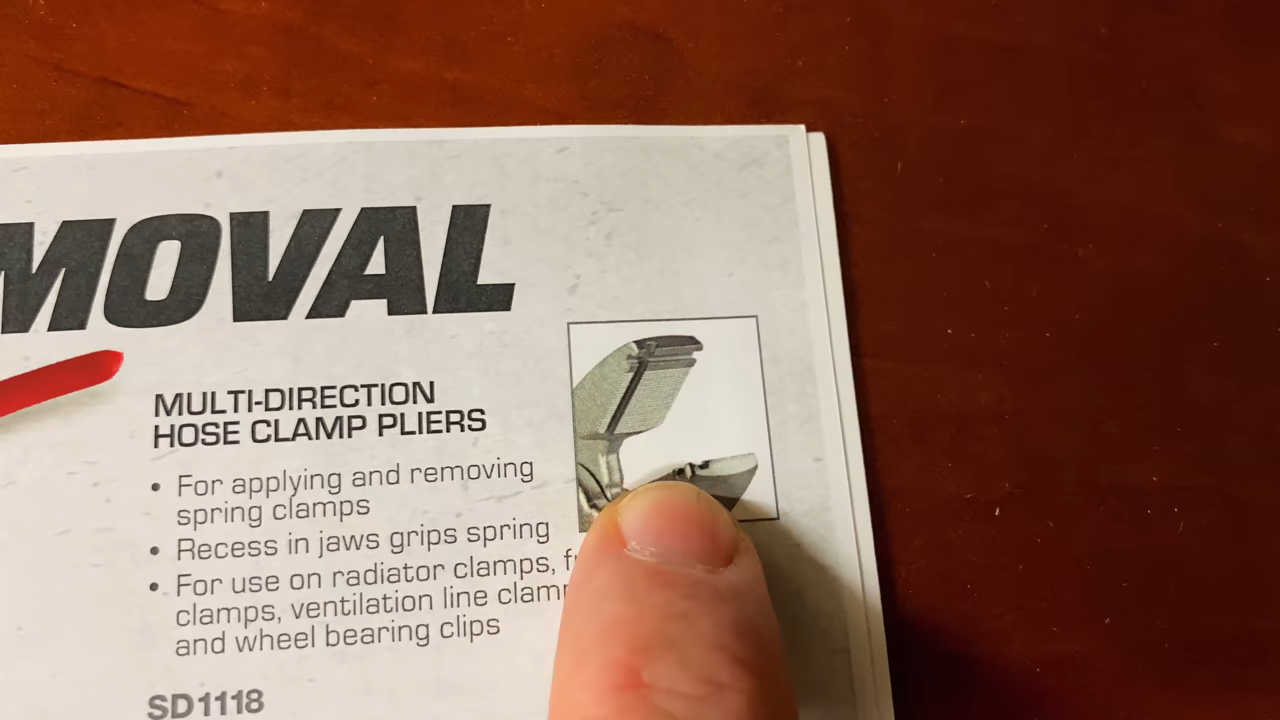 MOVAL
MULTI-DIRECTION
HOSE CLAMP PLIERS
• For applying and removing
spring clamps
• Recess in jaws grips spring
• For use on radiator clamps,
clamps, ventilation line
and wheel bearing clips
SD1118